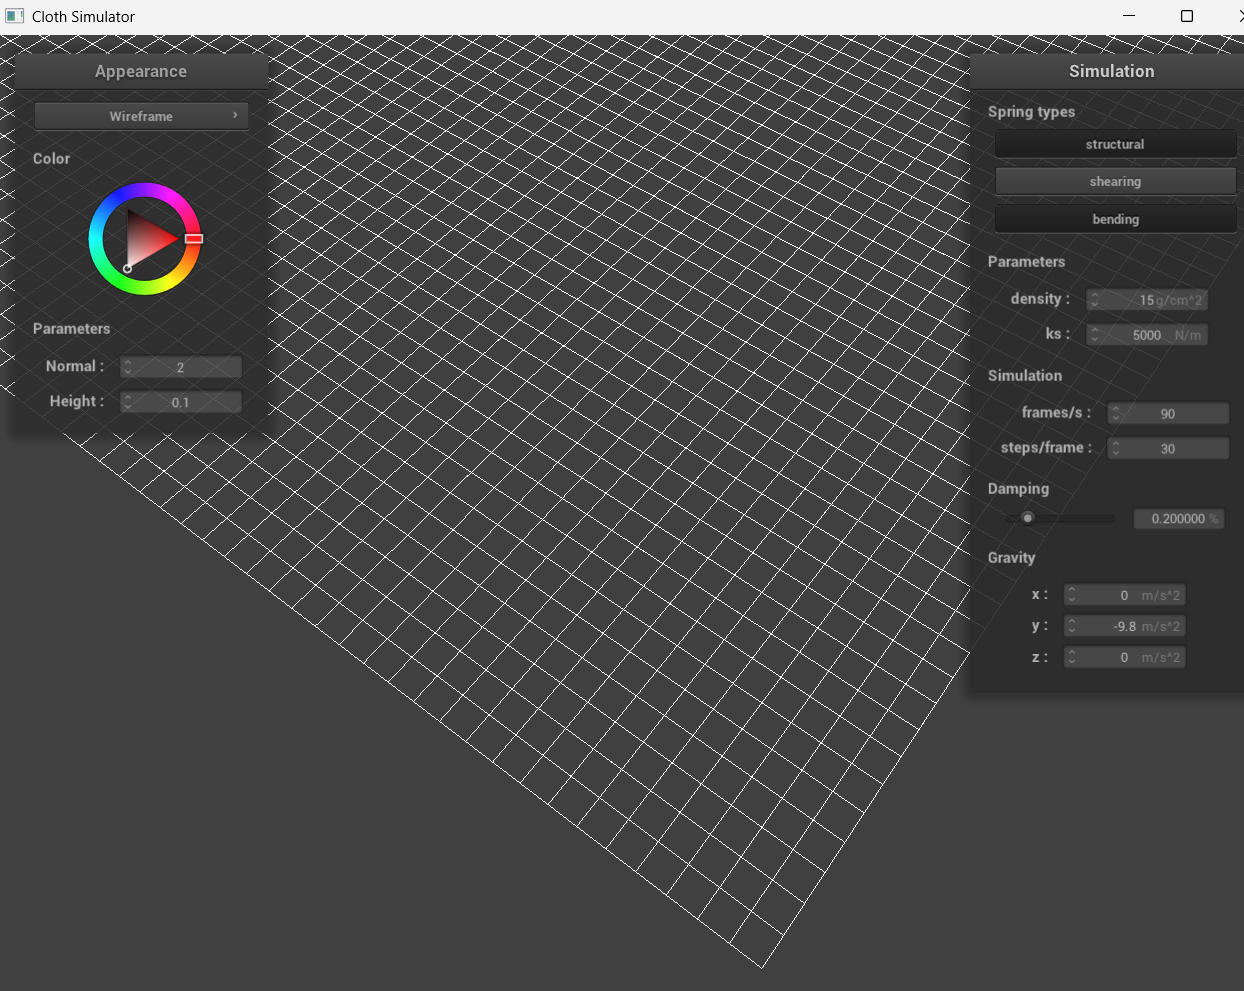 Cloth Simulator
Appearance
Wireframe
Color
Parameters
Normal : 2
Height : 0.1
Simulation
Spring types
structural
shearing
bending
Parameters
density : 15 g/cm^2
ks : 5000 N/m
Simulation
frames/s : 90
steps/frame : 30
Damping
0.200000 %
Gravity
x : 0 m/s^2
y : -9.8 m/s^2
z : 0 m/s^2